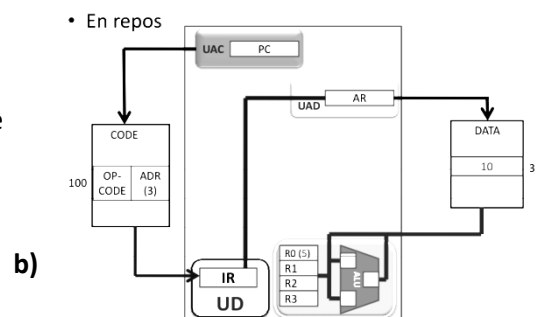 • En repos
UAC PC
UAD AR
e
CODE
DATA
100 OP-CODE ADR (3)
10 3
b)
IR
UD
R0 (5)
R1
R2
R3
ALU